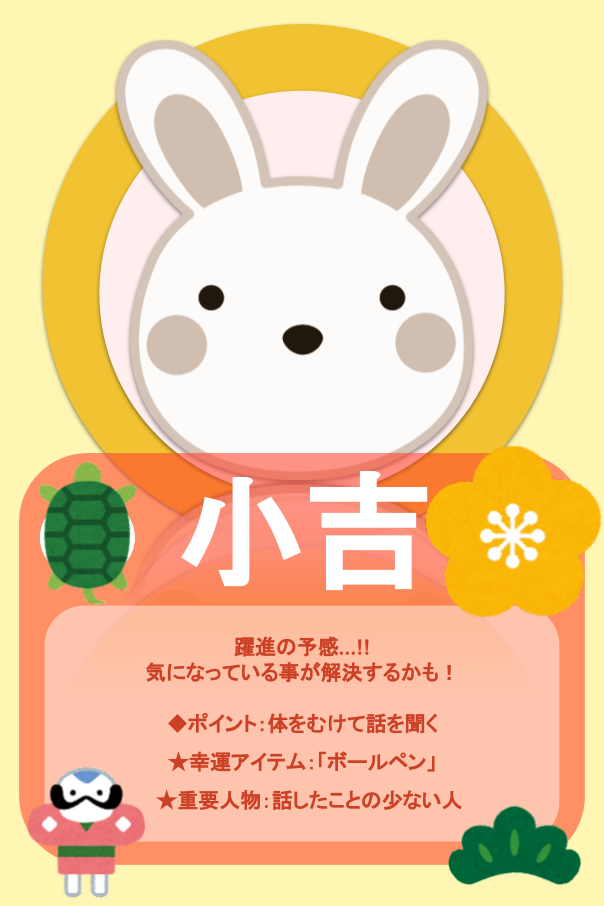 小吉
躍進の予感...!!
気になっている事が解決するかも！
◆ポイント：体をむけて話を聞く
★幸運アイテム：「ボールペン」
★重要人物：話したことの少ない人